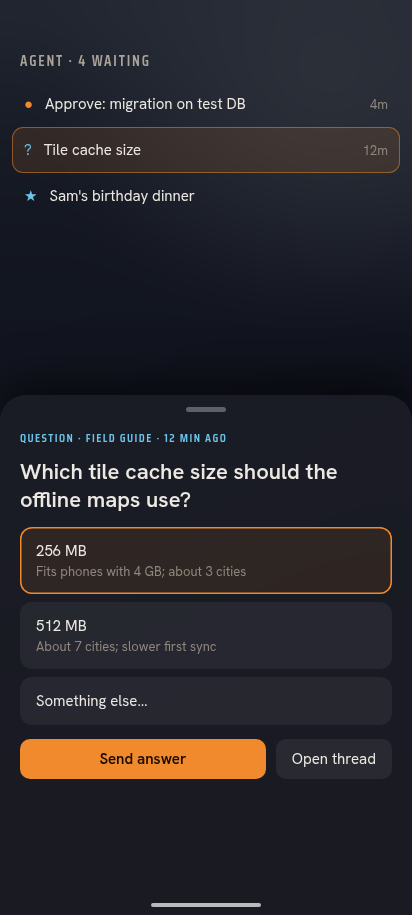 AGENT · 4 WAITING
● Approve: migration on test DB 4m
? Tile cache size 12m
★ Sam's birthday dinner
QUESTION · FIELD GUIDE · 12 MIN AGO
Which tile cache size should the
offline maps use?
256 MB
Fits phones with 4 GB; about 3 cities
512 MB
About 7 cities; slower first sync
Something else…
Send answer Open thread